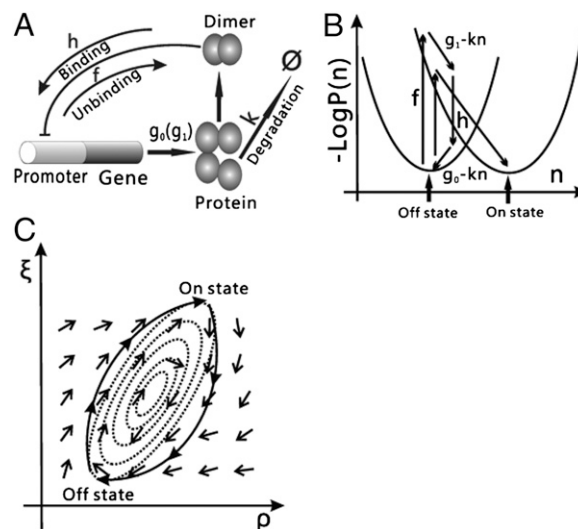 A
h
Binding
f
Unbinding
Dimer
Ø
g₀(g₁)
k
Degradation
Promoter
Gene
Protein
B
-LogP(n)
g₁-kn
f
h
g₀-kn
n
Off state
On state
C
ξ
On state
Off state
ρ